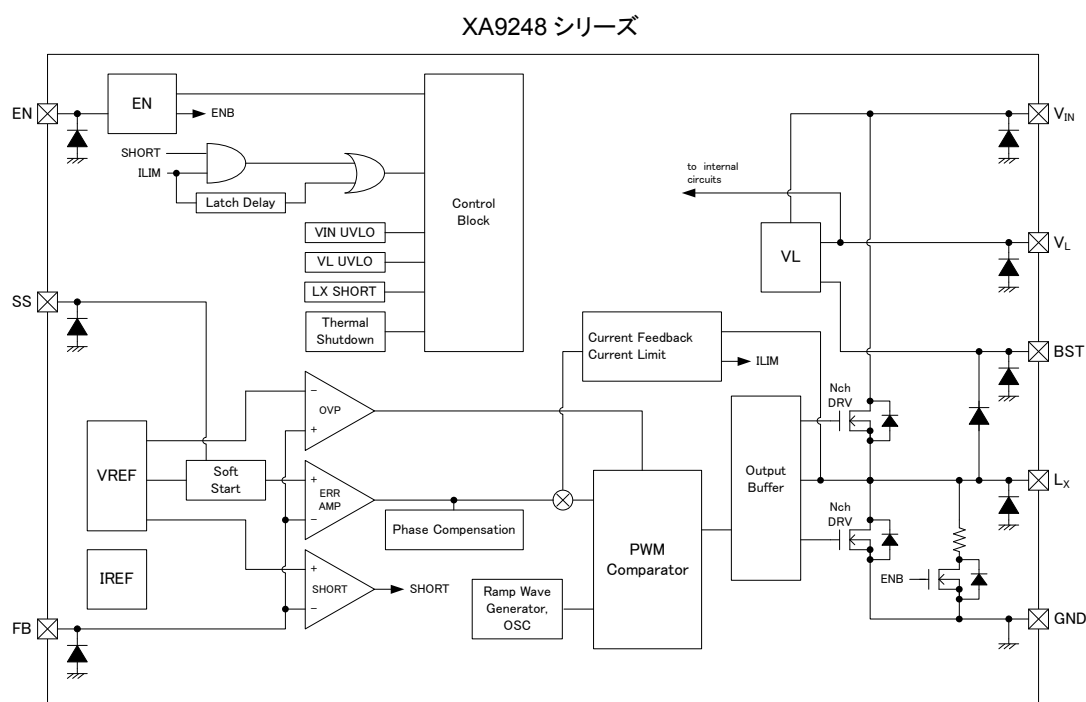 XA9248 シリーズ
EN
EN
ENB
SHORT
ILIM
Latch Delay
VIN UVLO
VL UVLO
LX SHORT
Thermal
Shutdown
Control
Block
to internal
circuits
VIN
VL
VL
SS
Current Feedback
Current Limit
ILIM
BST
Nch
DRV
−
OVP
+
VREF
Soft
Start
+
ERR
AMP
−
Phase Compensation
Output
Buffer
LX
Nch
DRV
PWM
Comparator
IREF
+
SHORT
−
SHORT
Ramp Wave
Generator,
OSC
ENB
FB
GND